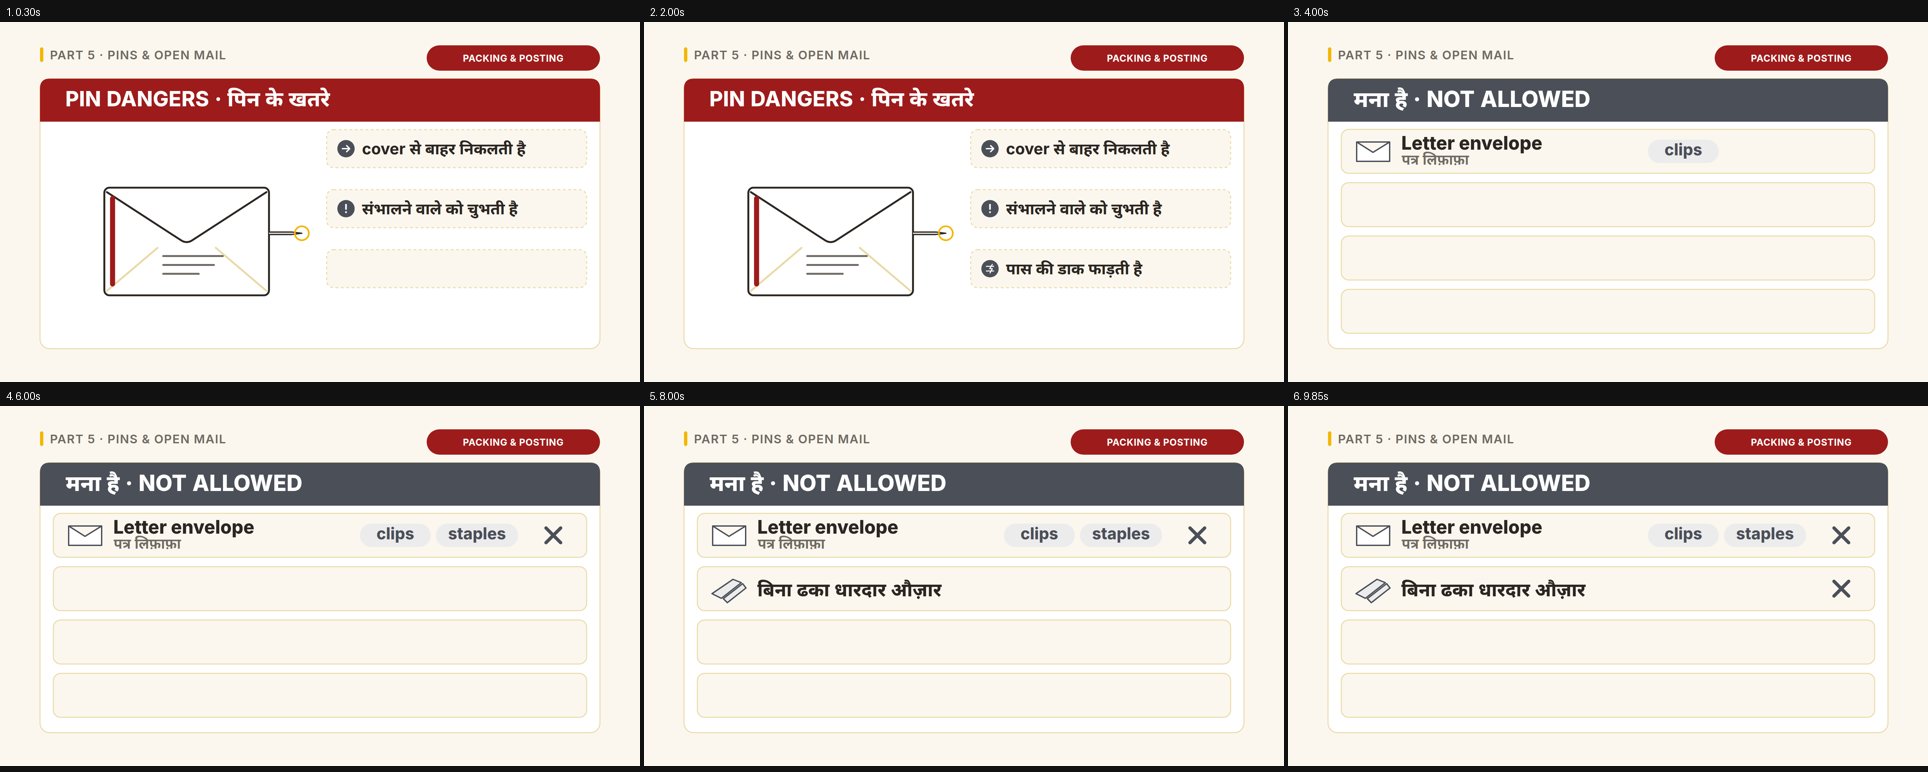 1. 0.30s
PART 5 · PINS & OPEN MAIL
PACKING & POSTING
PIN DANGERS · पिन के खतरे
cover से बाहर निकलती है
संभालने वाले को चुभती है
2. 2.00s
PART 5 · PINS & OPEN MAIL
PACKING & POSTING
PIN DANGERS · पिन के खतरे
cover से बाहर निकलती है
संभालने वाले को चुभती है
पास की डाक फाड़ती है
3. 4.00s
PART 5 · PINS & OPEN MAIL
PACKING & POSTING
मना है · NOT ALLOWED
Letter envelope
पत्र लिफ़ाफ़ा
clips
4. 6.00s
PART 5 · PINS & OPEN MAIL
PACKING & POSTING
मना है · NOT ALLOWED
Letter envelope
पत्र लिफ़ाफ़ा
clips
staples
5. 8.00s
PART 5 · PINS & OPEN MAIL
PACKING & POSTING
मना है · NOT ALLOWED
Letter envelope
पत्र लिफ़ाफ़ा
clips
staples
बिना ढका धारदार औज़ार
6. 9.85s
PART 5 · PINS & OPEN MAIL
PACKING & POSTING
मना है · NOT ALLOWED
Letter envelope
पत्र लिफ़ाफ़ा
clips
staples
बिना ढका धारदार औज़ार